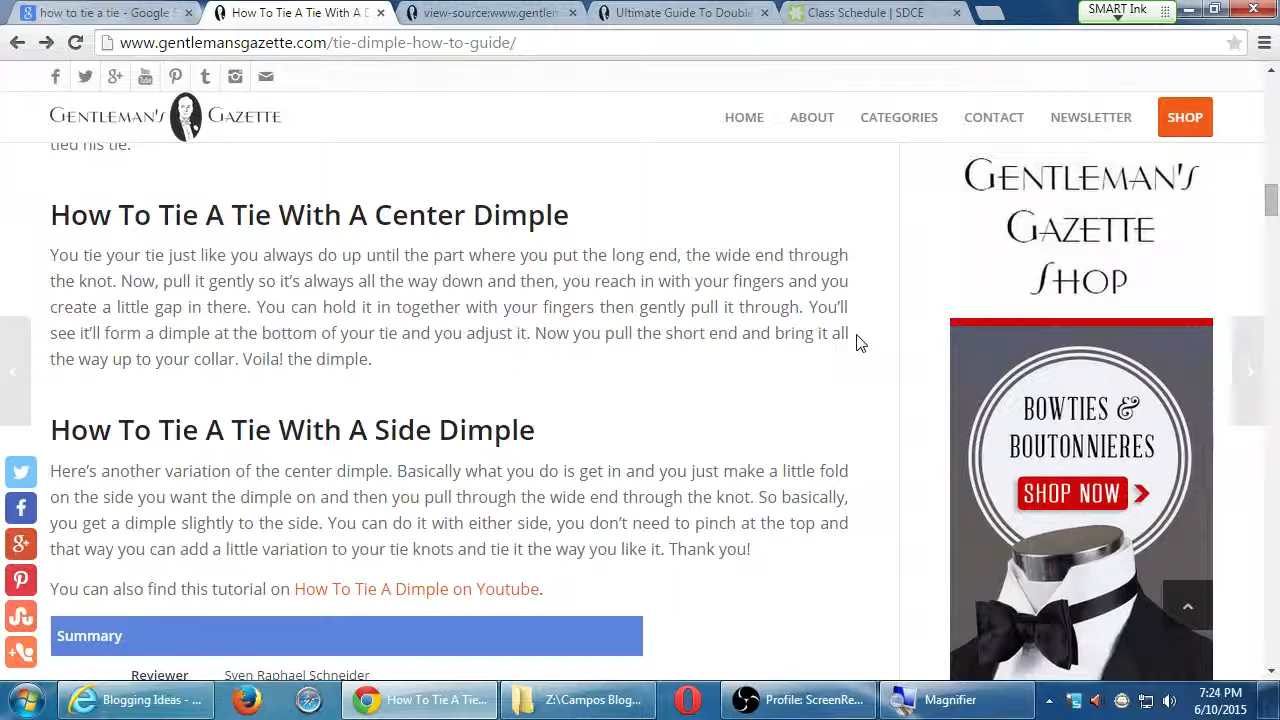 how to tie a tie - Google S
How To Tie A Tie With A D
view-source:www.gentlem
Ultimate Guide To Double
Class Schedule | SDCE
SMART Ink
www.gentlemansgazette.com/tie-dimple-how-to-guide/
GENTLEMAN'S GAZETTE
HOME ABOUT CATEGORIES CONTACT NEWSLETTER SHOP
tied his tie.
How To Tie A Tie With A Center Dimple
You tie your tie just like you always do up until the part where you put the long end, the wide end through
the knot. Now, pull it gently so it's always all the way down and then, you reach in with your fingers and you
create a little gap in there. You can hold it in together with your fingers then gently pull it through. You'll
see it'll form a dimple at the bottom of your tie and you adjust it. Now you pull the short end and bring it all
the way up to your collar. Voila! the dimple.
How To Tie A Tie With A Side Dimple
Here's another variation of the center dimple. Basically what you do is get in and you just make a little fold
on the side you want the dimple on and then you pull through the wide end through the knot. So basically,
you get a dimple slightly to the side. You can do it with either side, you don't need to pinch at the top and
that way you can add a little variation to your tie knots and tie it the way you like it. Thank you!
You can also find this tutorial on How To Tie A Dimple on Youtube.
Summary
Reviewer Sven Raphael Schneider
GENTLEMAN'S
GAZETTE
SHOP
BOWTIES &
BOUTONNIERES
SHOP NOW
Blogging Ideas - ...
How To Tie A Tie...
Z:\Campos Blog...
Profile: ScreenRe...
Magnifier
7:24 PM
6/10/2015